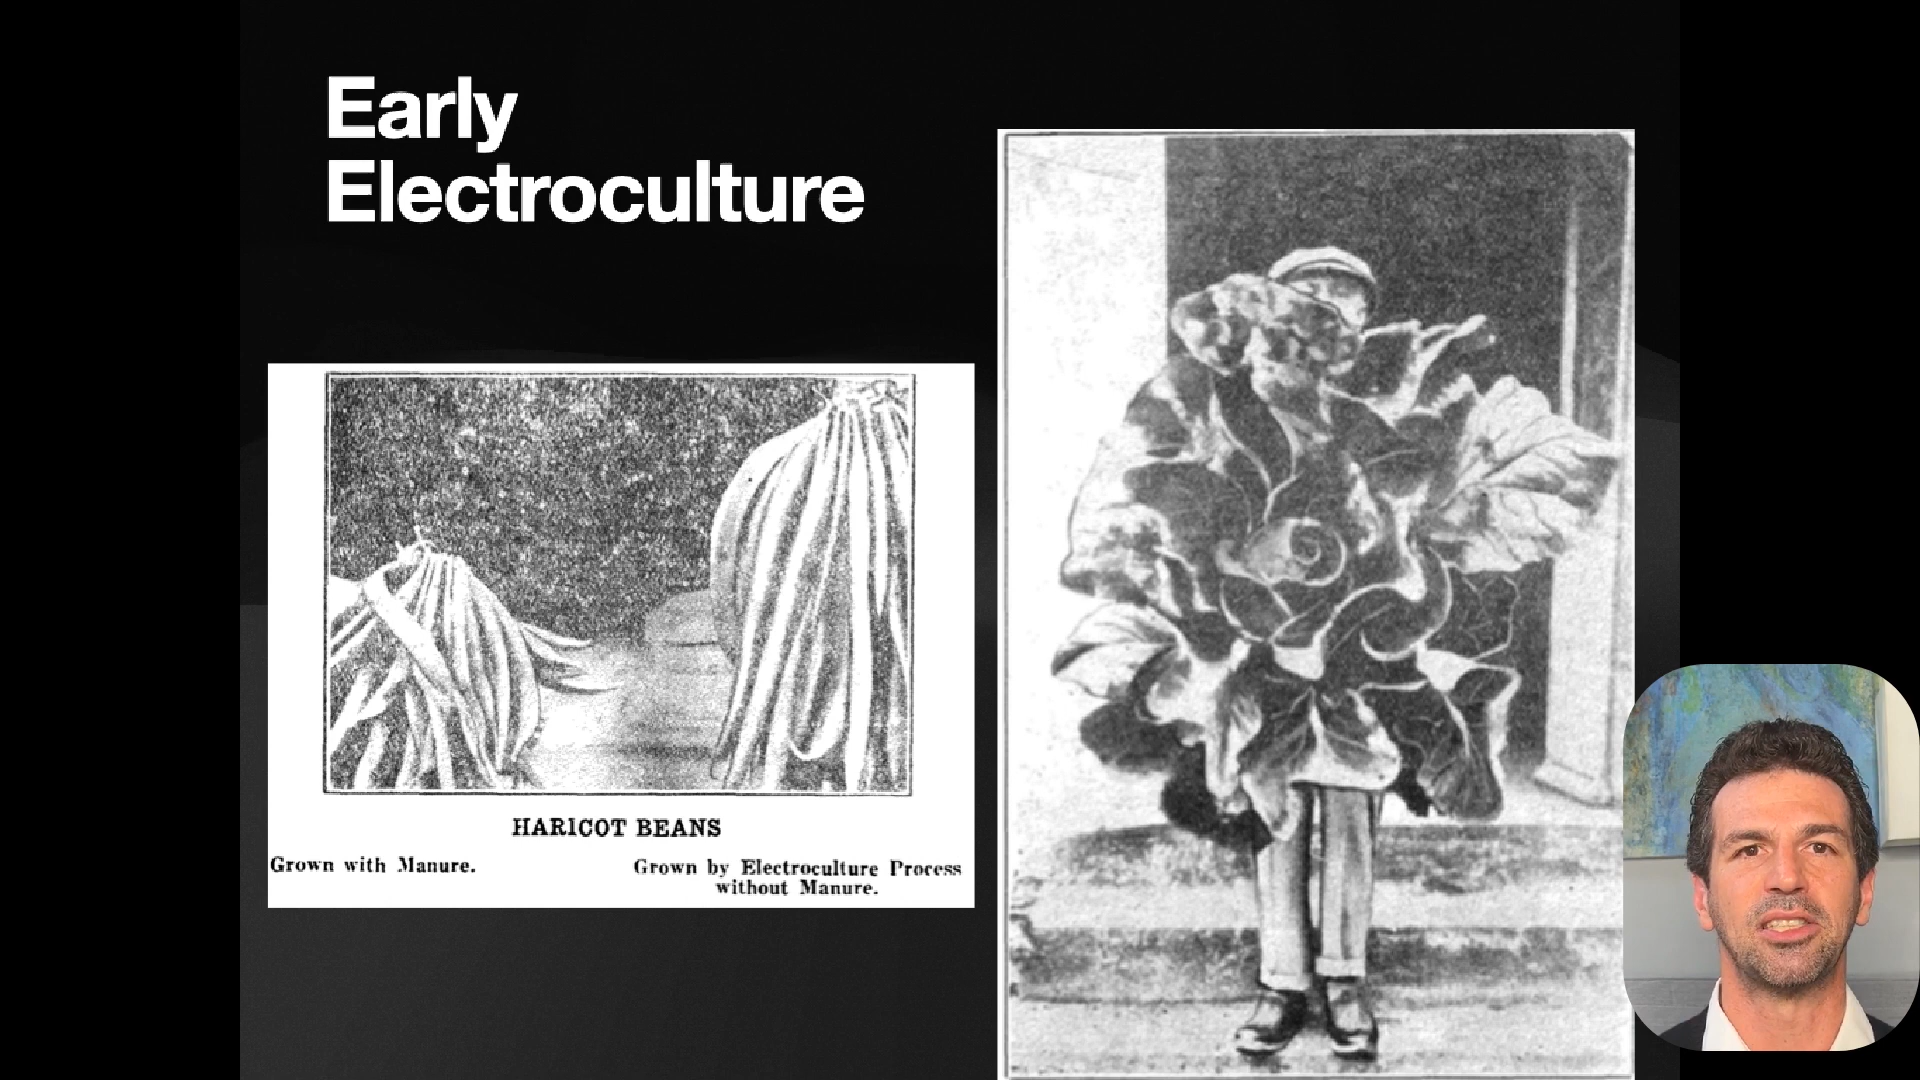 Early
Electroculture
HARICOT BEANS
Grown with Manure.
Grown by Electroculture Process
without Manure.